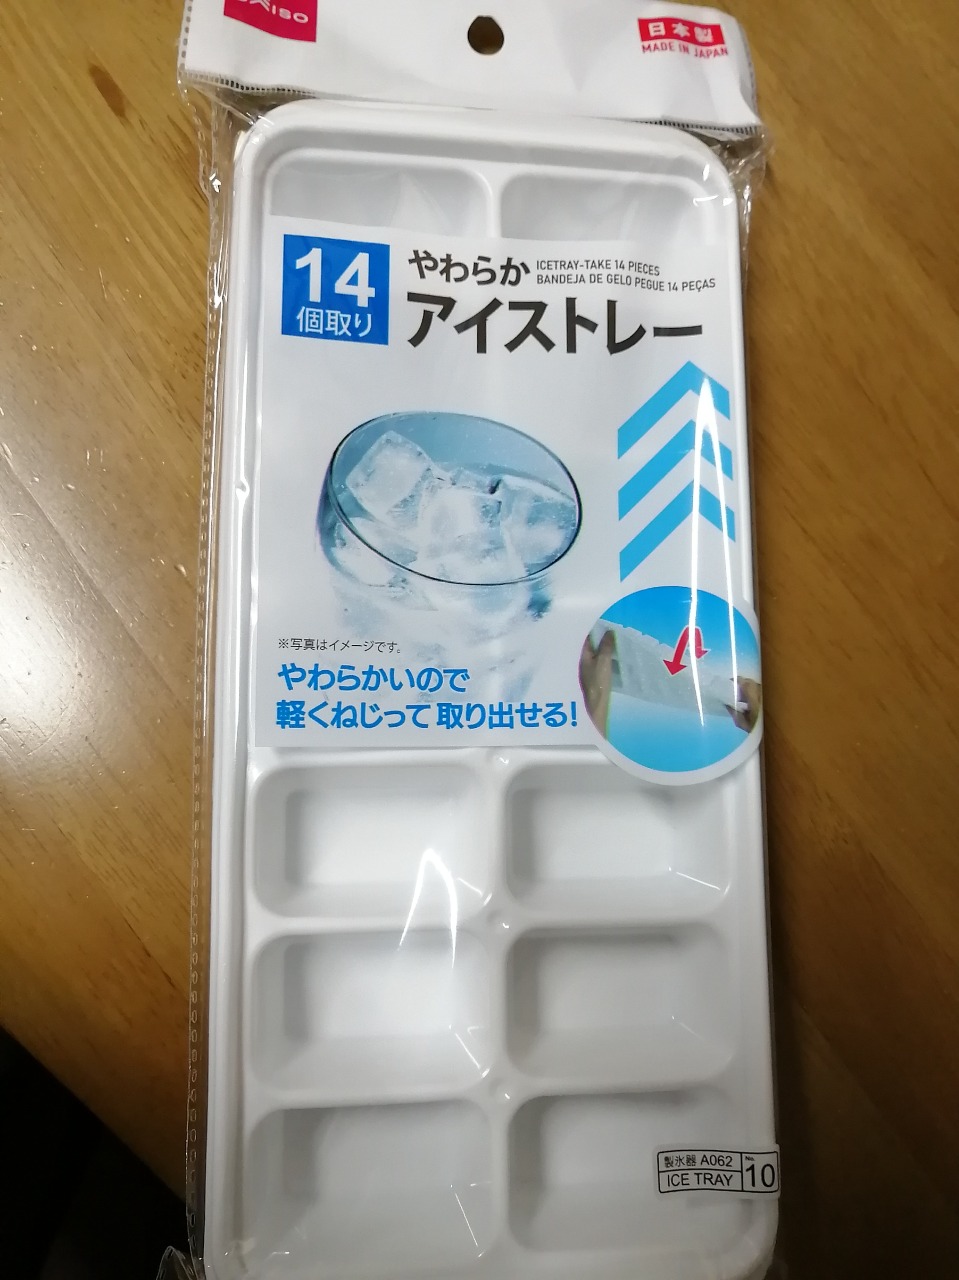 DAISO
日本製
MADE IN JAPAN
14
個取り
やわらか
ICETRAY-TAKE 14 PIECES
BANDEJA DE GELO PEGUE 14 PEÇAS
アイストレー
※写真はイメージです。
やわらかいので
軽くねじって取り出せる!
製氷器 A062
ICE TRAY
No.
10